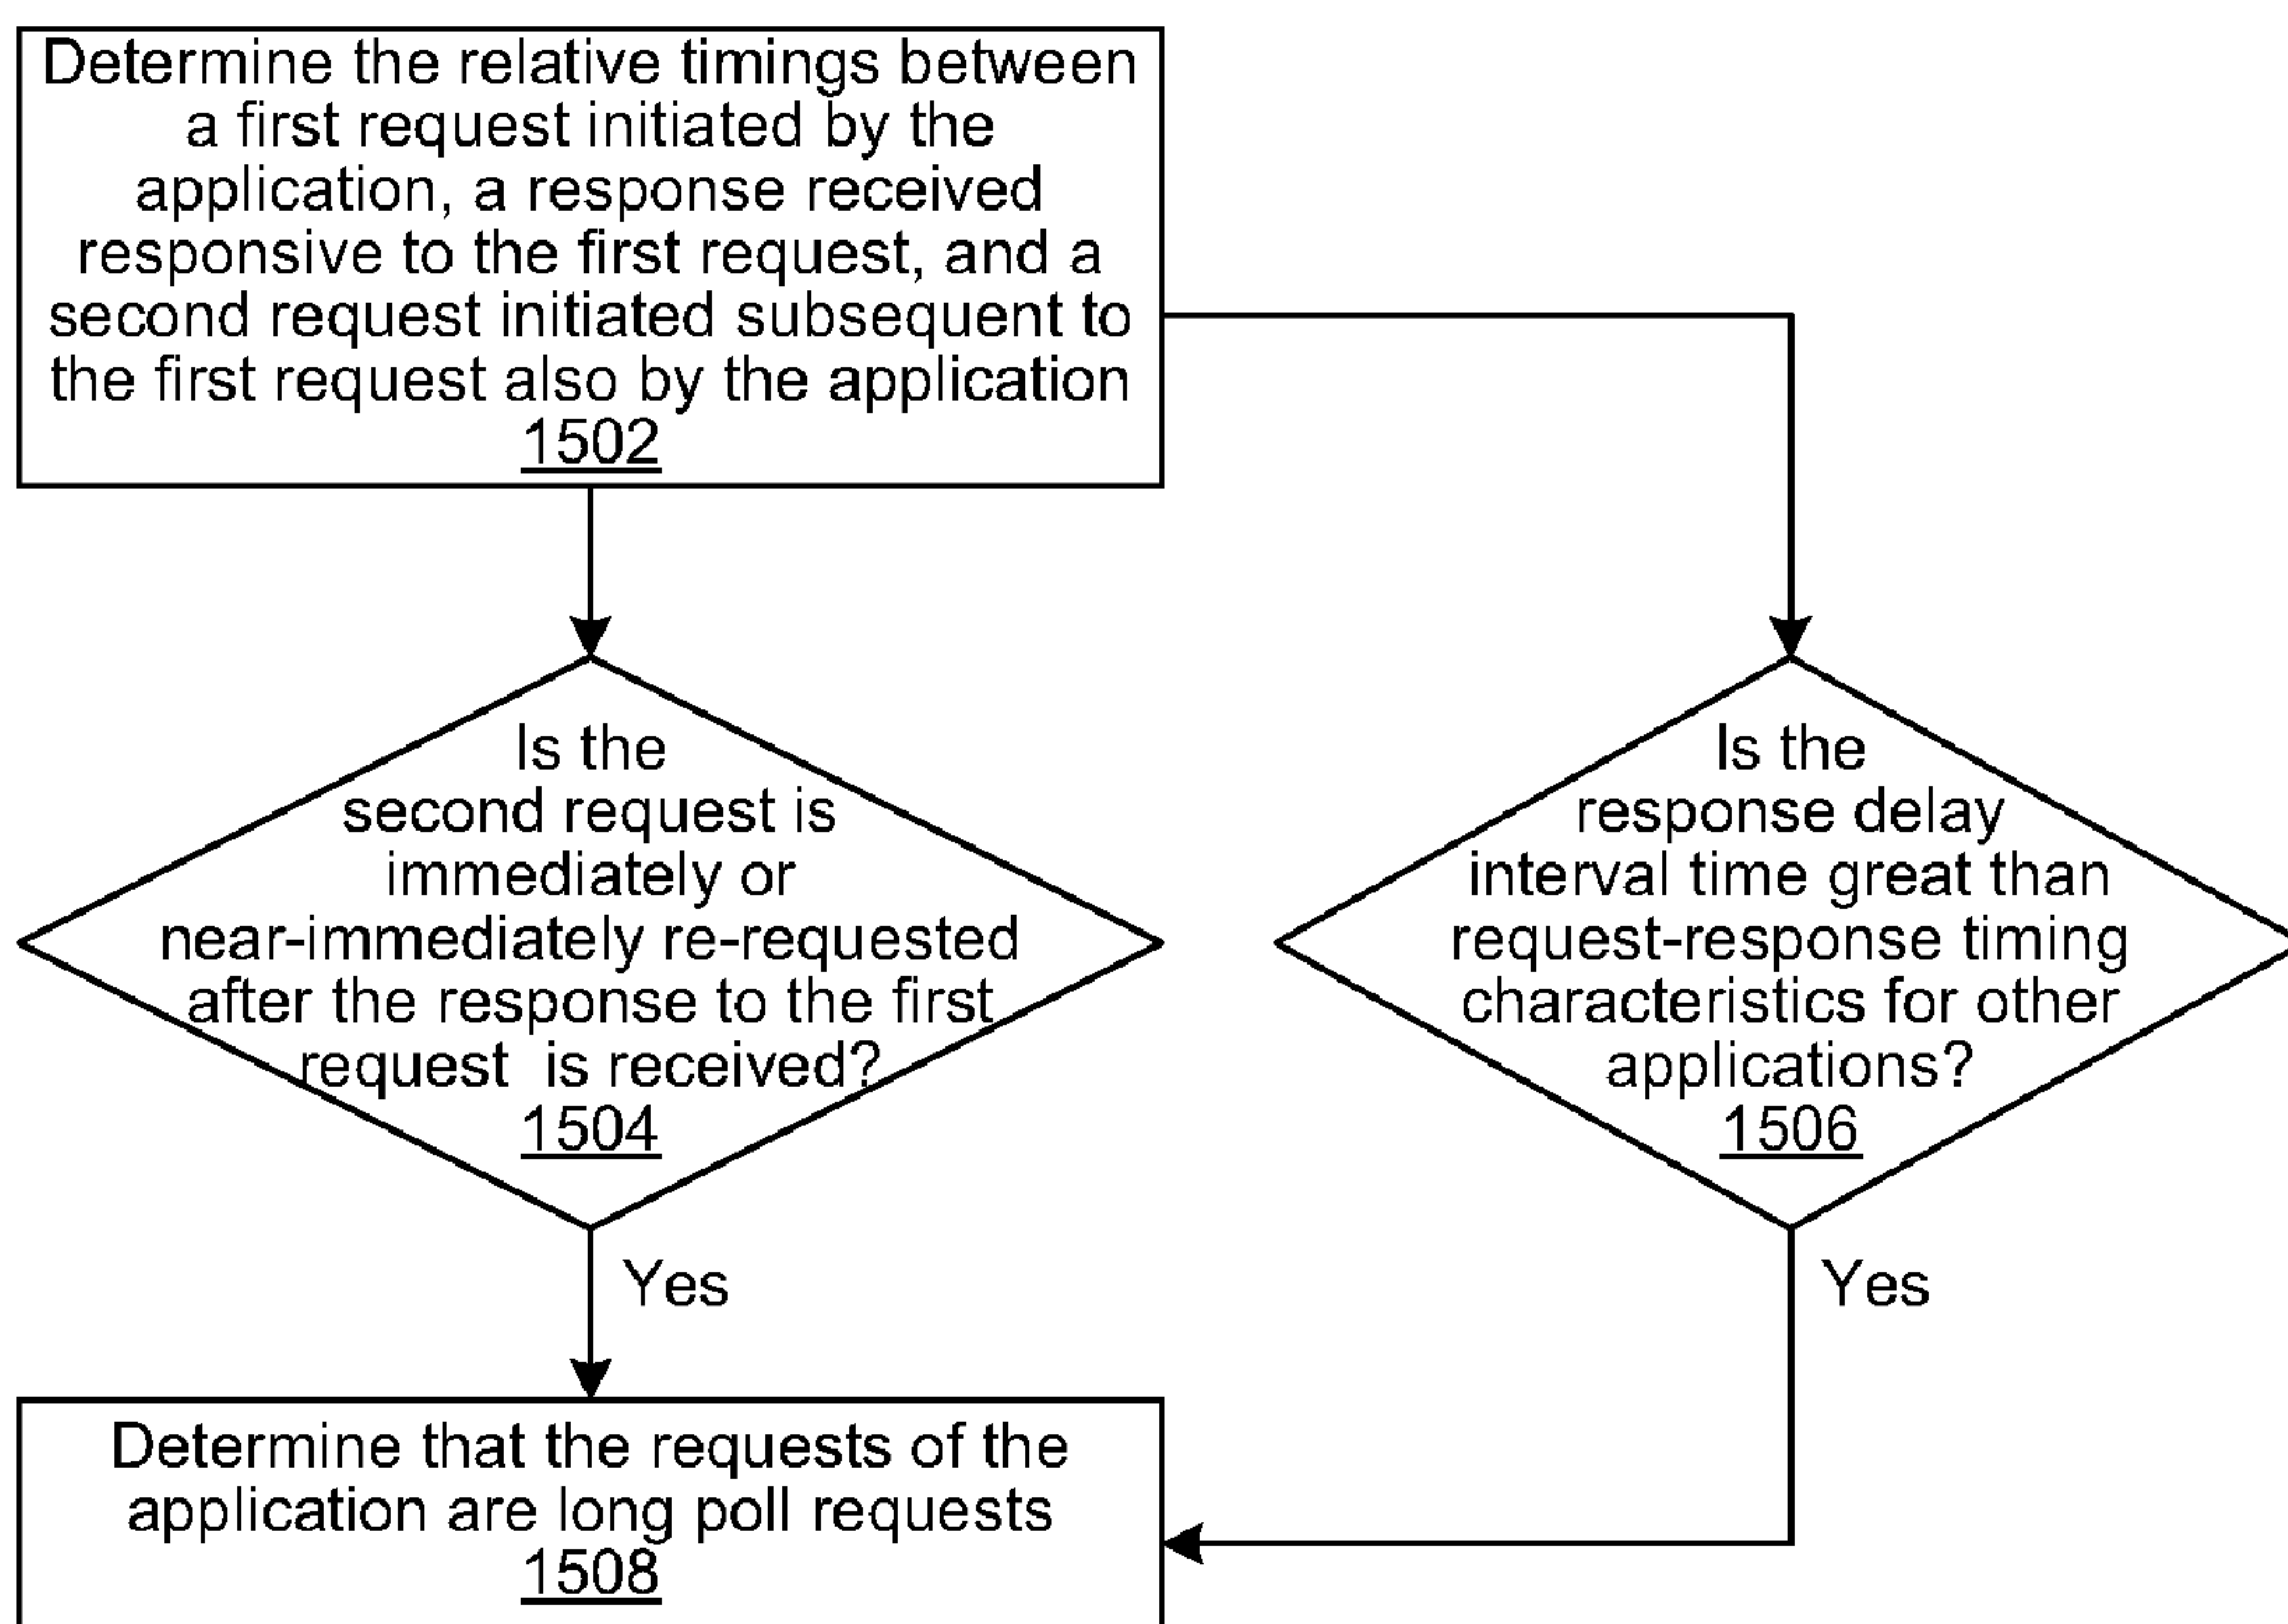 Determine the relative timings between
a first request initiated by the
application, a response received
responsive to the first request, and a
second request initiated subsequent to
the first request also by the application
1502
Is the
second request is
immediately or
near-immediately re-requested
after the response to the first
request is received?
1504
Is the
response delay
interval time great than
request-response timing
characteristics for other
applications?
1506
Yes
Yes
Determine that the requests of the
application are long poll requests
1508